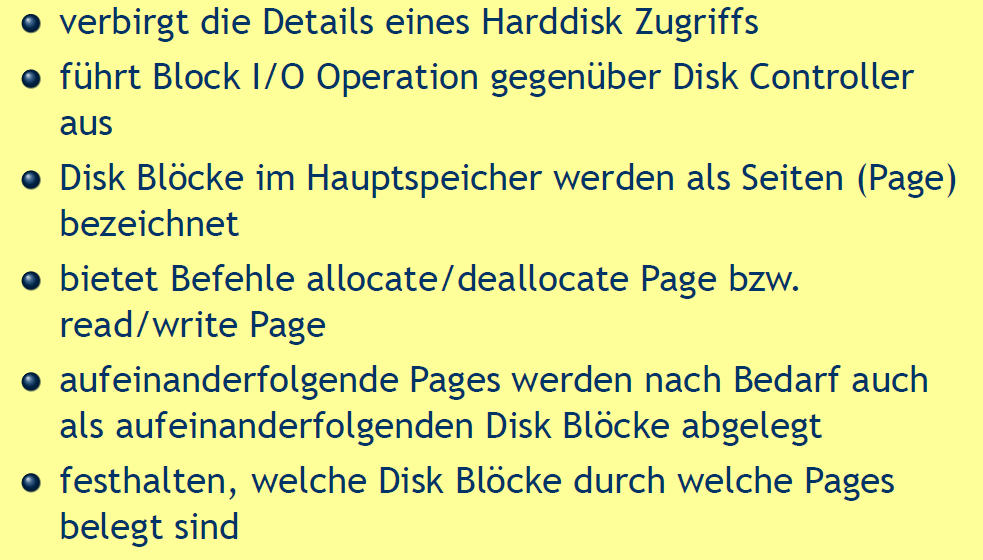 verbirgt die Details eines Harddisk Zugriffs
führt Block I/O Operation gegenüber Disk Controller
aus
Disk Blöcke im Hauptspeicher werden als Seiten (Page)
bezeichnet
bietet Befehle allocate/deallocate Page bzw.
read/write Page
aufeinanderfolgende Pages werden nach Bedarf auch
als aufeinanderfolgenden Disk Blöcke abgelegt
festhalten, welche Disk Blöcke durch welche Pages
belegt sind